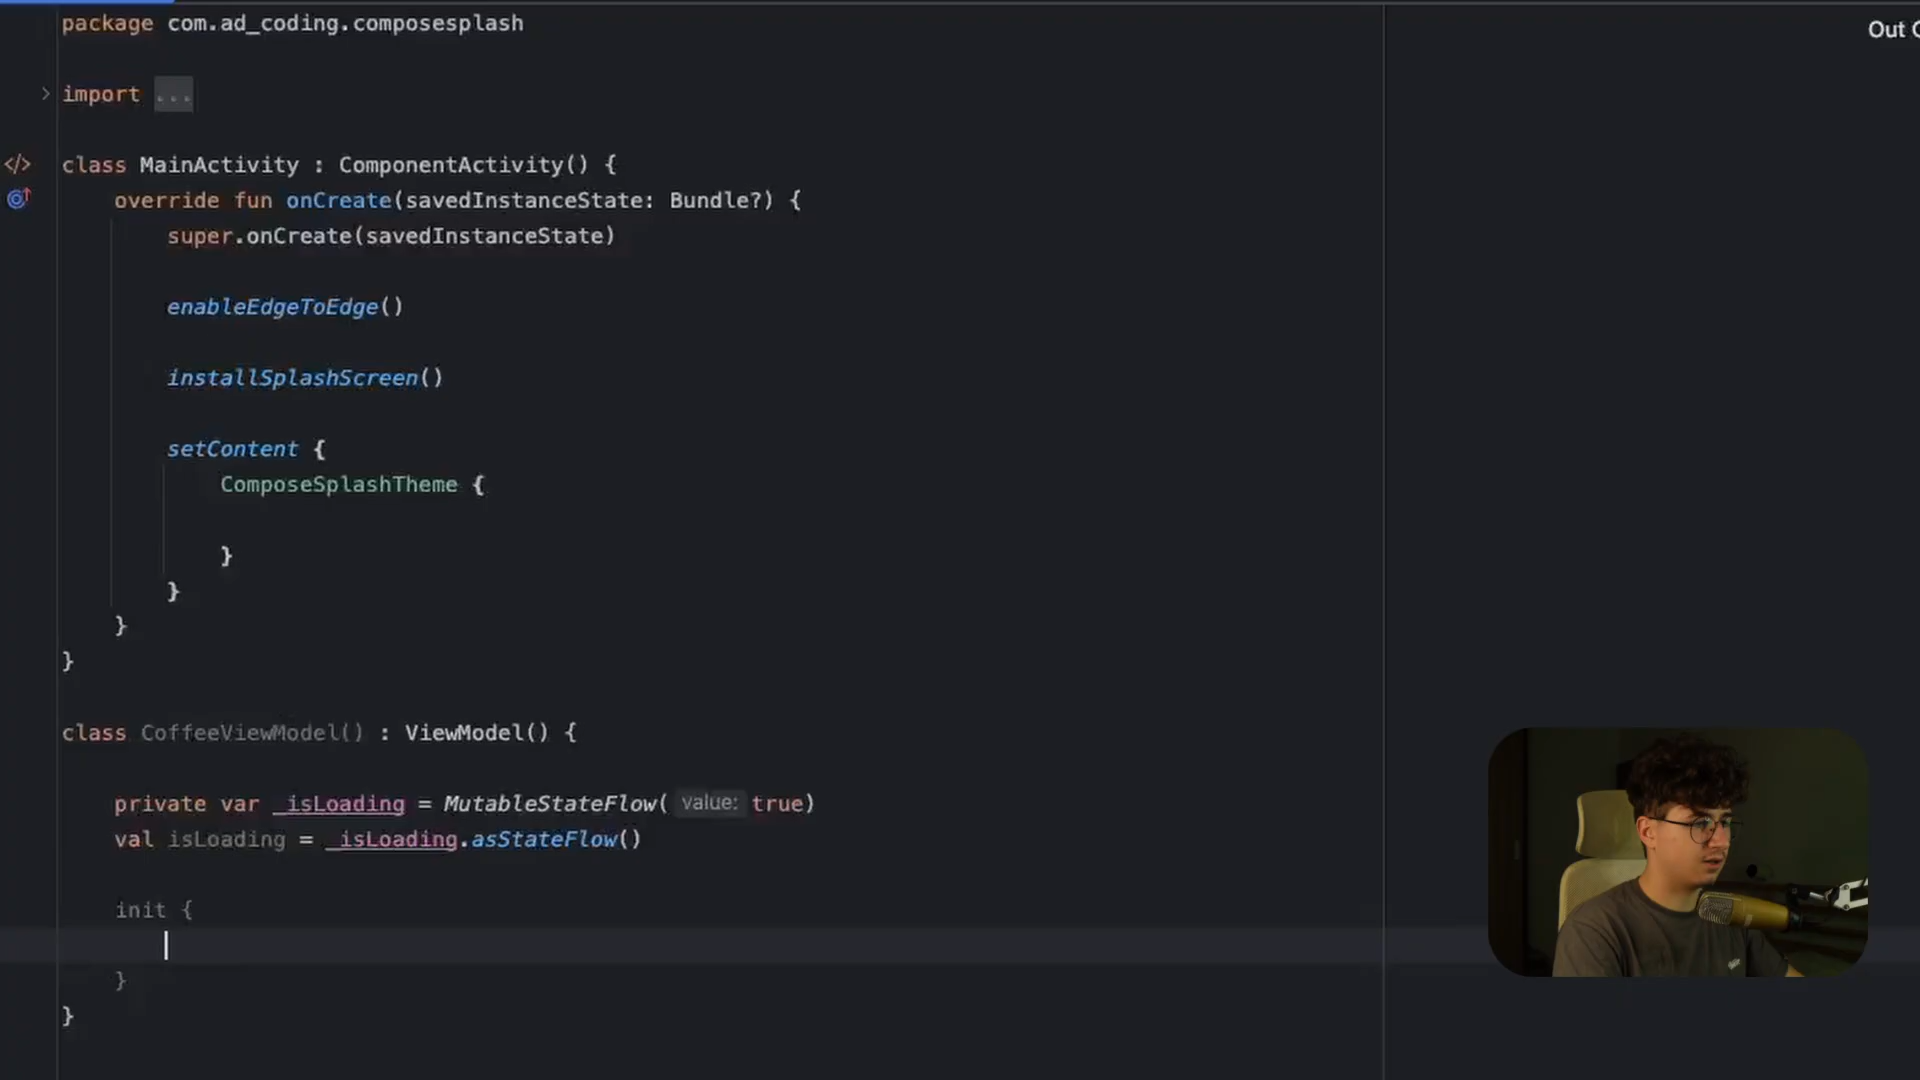 package com.ad_coding.composesplash
Out
import ...
class MainActivity : ComponentActivity() {
override fun onCreate(savedInstanceState: Bundle?) {
super.onCreate(savedInstanceState)
enableEdgeToEdge()
installSplashScreen()
setContent {
ComposeSplashTheme {
}
}
}
}
class CoffeeViewModel() : ViewModel() {
private var _isLoading = MutableStateFlow( value: true)
val isLoading = _isLoading.asStateFlow()
init {
}
}